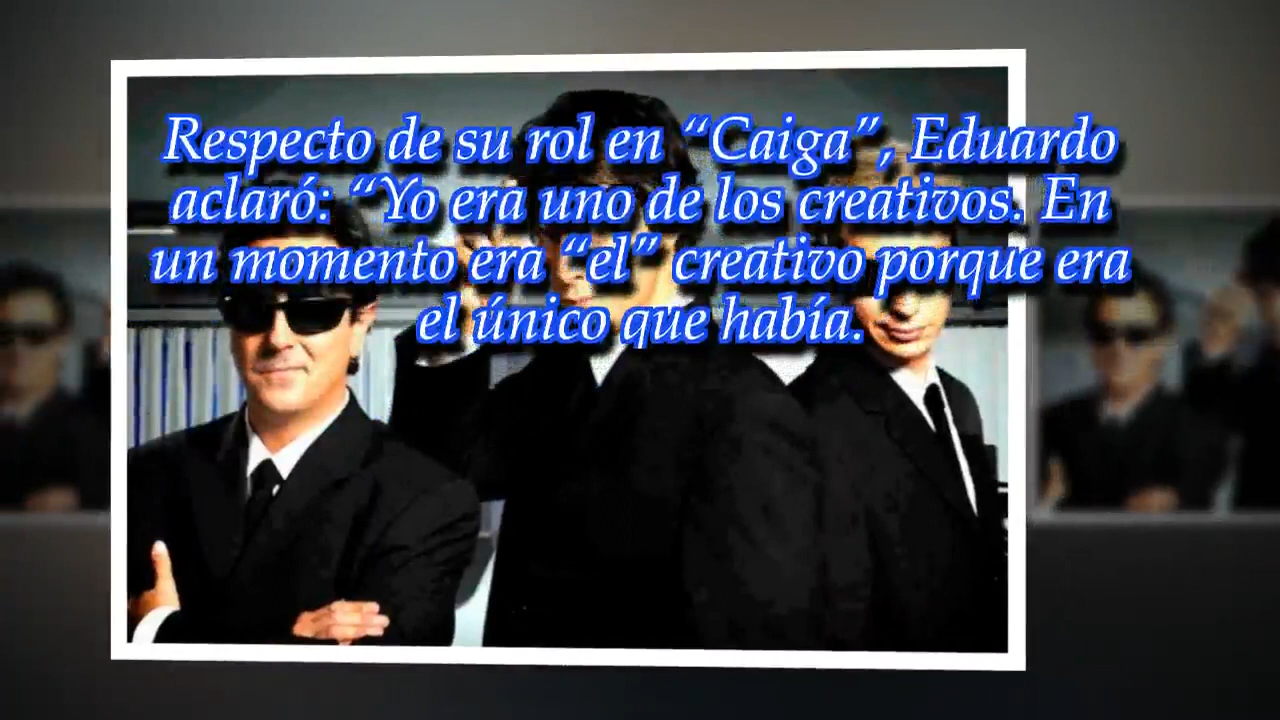 Respecto de su rol en “Caiga”, Eduardo
aclaró: “Yo era uno de los creativos. En
un momento era “el” creativo porque era
el único que había.